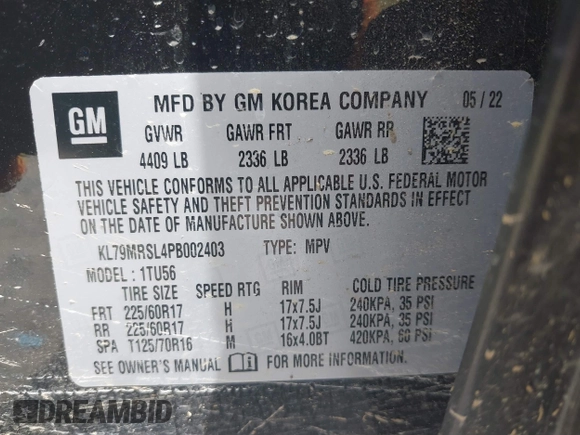 GM
MFD BY GM KOREA COMPANY 05 / 22
GVWR GAWR FRT GAWR RR
4409 LB 2336 LB 2336 LB
THIS VEHICLE CONFORMS TO ALL APPLICABLE U.S. FEDERAL MOTOR
VEHICLE SAFETY AND THEFT PREVENTION STANDARDS IN EFFECT
ON THE DATE OF MANUFACTURE SHOWN ABOVE.
KL79MRSL4PB002403 TYPE: MPV
MODEL : 1TU56
TIRE SIZE SPEED RTG RIM COLD TIRE PRESSURE
FRT 225/60R17 H 17x7.5J 240KPA, 35 PSI
RR 225/60R17 H 17x7.5J 240KPA, 35 PSI
SPA T125/70R16 M 16x4.0BT 420KPA, 60 PSI
SEE OWNER'S MANUAL FOR MORE INFORMATION.
DREAMBID